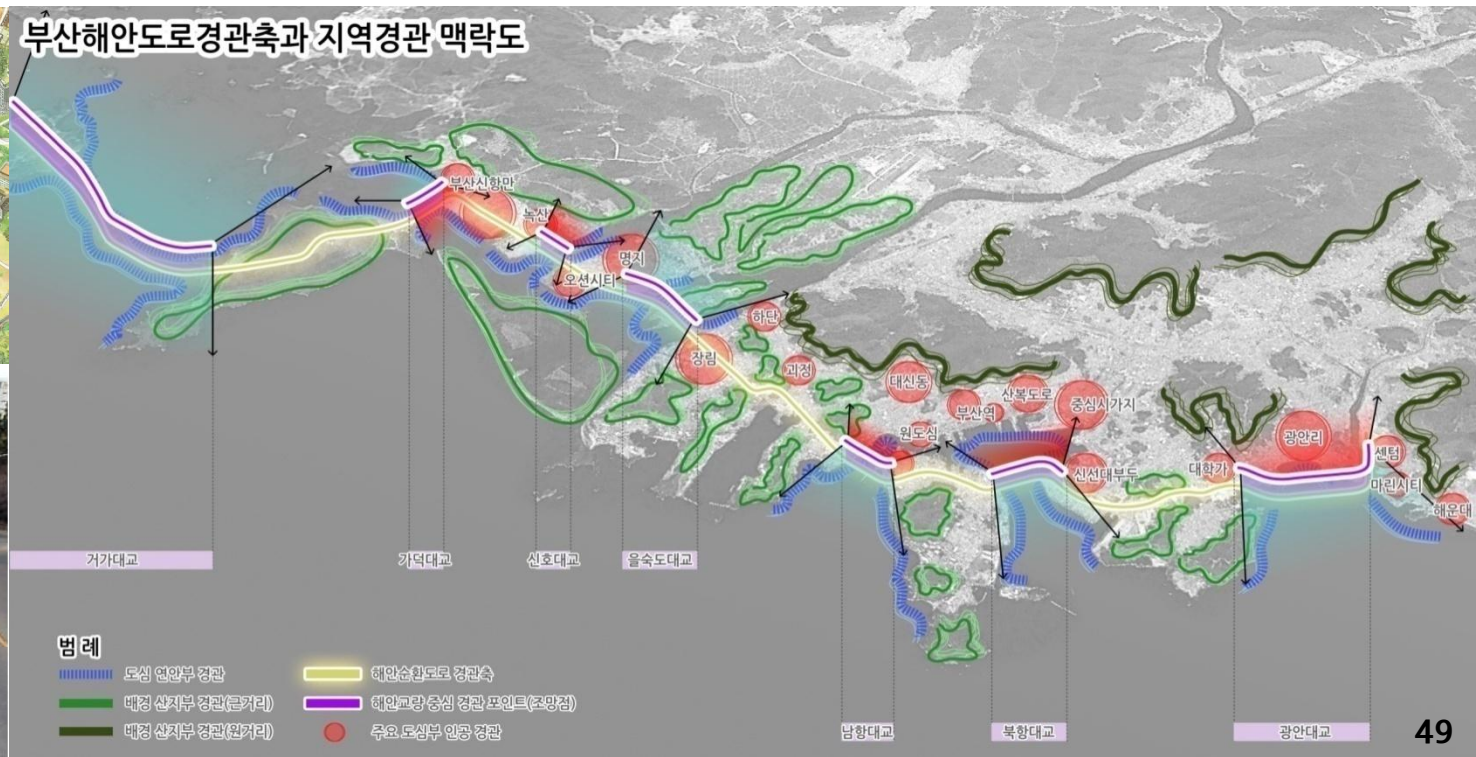 부산해안도로경관축과 지역경관 맥락도
부산신항만
녹산
명지
오션시티
하단
장림
괴정
대신동
부산역
산복도로
중심시가지
원도심
신선대부두
대학가
광안리
센텀
마린시티
해운대
거가대교
가덕대교
신호대교
을숙도대교
남항대교
북항대교
광안대교
범 례
도심 연안부 경관
배경 산지부 경관(근거리)
배경 산지부 경관(원거리)
해안순환도로 경관축
해안교량 중심 경관 포인트(조망점)
주요 도심부 인공 경관
49